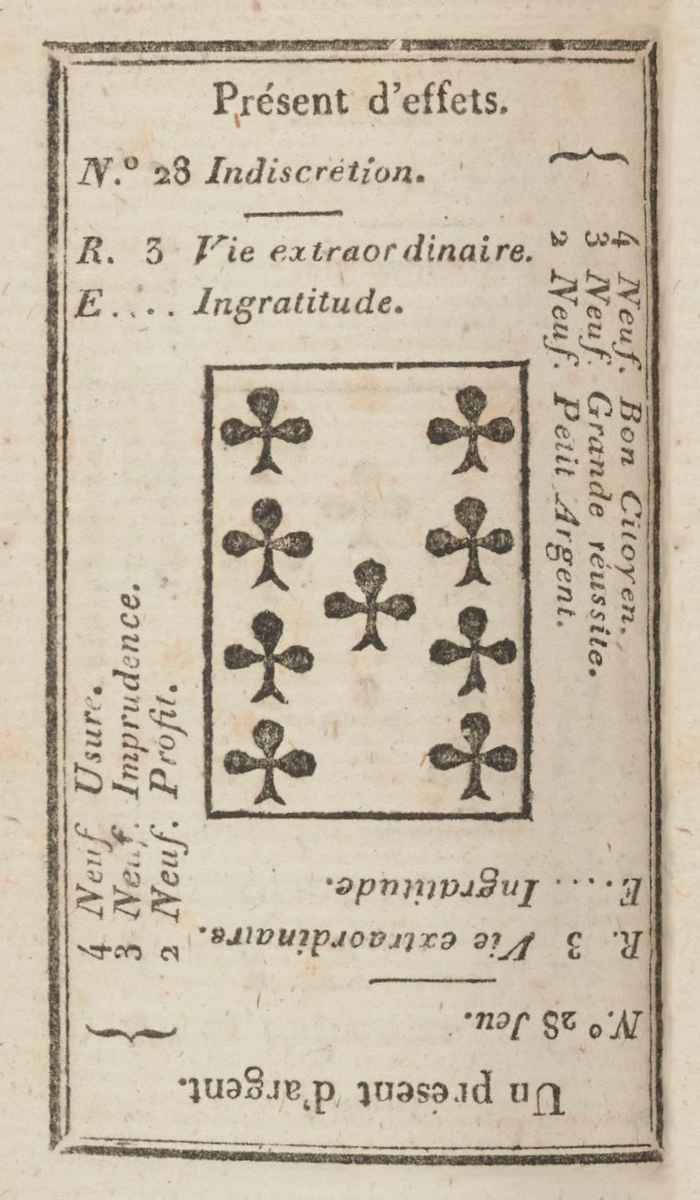 Présent d'effets.
N.º 28 Indiscrétion.
R. 3 Vie extraordinaire.
E.... Ingratitude.
4 Neuf. Bon Citoyen.
3 Neuf. Grande réussite.
2 Neuf. Petit Argent.
4 Neuf Usure.
3 Neuf. Imprudence.
2 Neuf. Profit.
Un présent d'argent.
N.º 28 Jeu.
R. 3 Vie extraordinaire.
E.... Ingratitude.